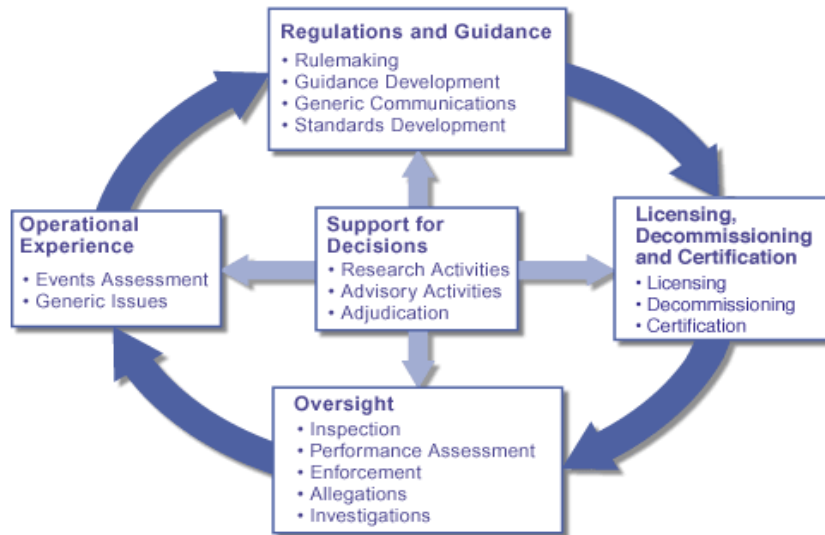 Regulations and Guidance
• Rulemaking
• Guidance Development
• Generic Communications
• Standards Development
Operational
Experience
• Events Assessment
• Generic Issues
Support for
Decisions
• Research Activities
• Advisory Activities
• Adjudication
Licensing,
Decommissioning
and Certification
• Licensing
• Decommissioning
• Certification
Oversight
• Inspection
• Performance Assessment
• Enforcement
• Allegations
• Investigations